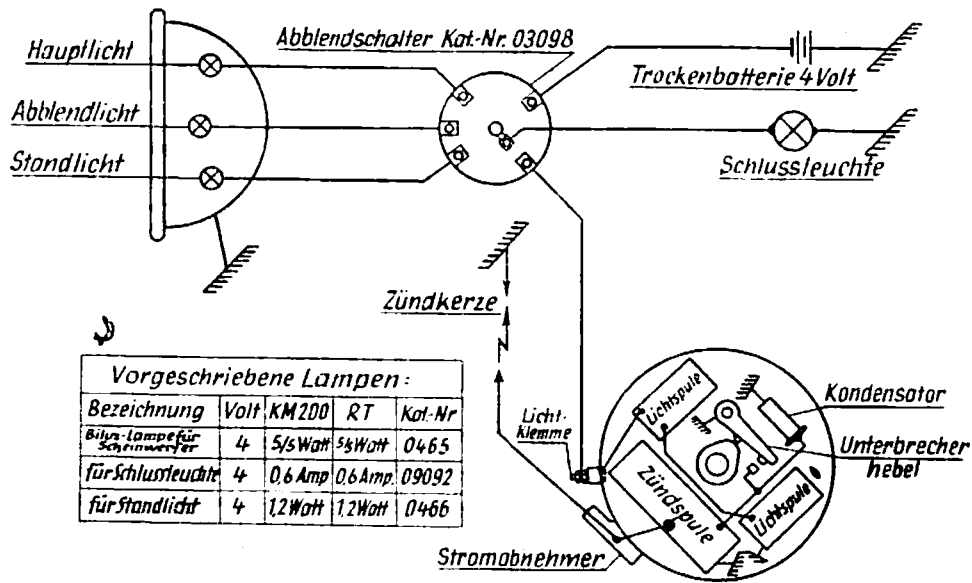 Abblendschalter Kat.-Nr. 03098
Hauptlicht
Abblendlicht
Standlicht
Trockenbatterie 4 Volt
Schlussleuchte
Zündkerze
Vorgeschriebene Lampen:
Bezeichnung Volt KM200 RT Kat.-Nr
Bilux-Lampe für Scheinwerfer 4 5/5 Watt 5/5 Watt 0465
für Schlussleuchte 4 0,6 Amp 0,6 Amp. 09092
für Standlicht 4 1,2 Watt 1,2 Watt 0466
Licht-
klemme
Lichtspule
Kondensator
Unterbrecher
hebel
Zündspule
Lichtspule
Stromabnehmer